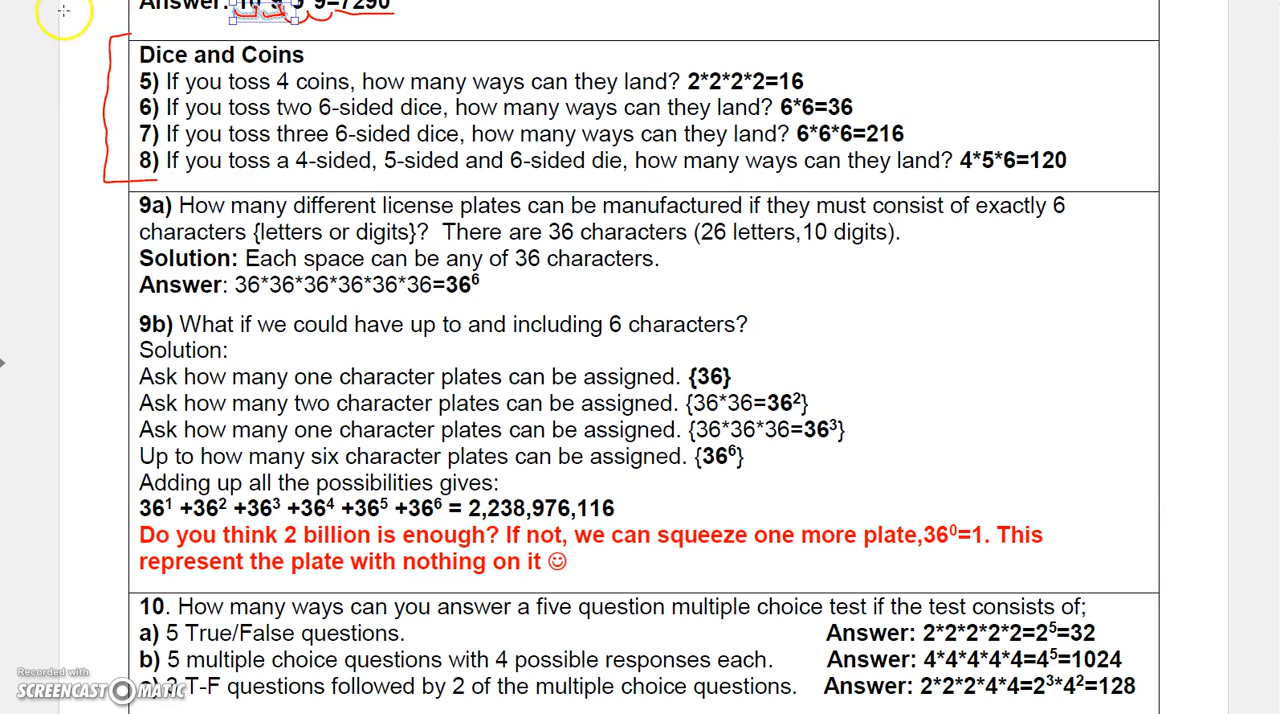 Answer: 10*9*9*9=7290
Dice and Coins
5) If you toss 4 coins, how many ways can they land? 2*2*2*2=16
6) If you toss two 6-sided dice, how many ways can they land? 6*6=36
7) If you toss three 6-sided dice, how many ways can they land? 6*6*6=216
8) If you toss a 4-sided, 5-sided and 6-sided die, how many ways can they land? 4*5*6=120
9a) How many different license plates can be manufactured if they must consist of exactly 6
characters {letters or digits}?  There are 36 characters (26 letters,10 digits).
Solution: Each space can be any of 36 characters.
Answer: 36*36*36*36*36*36=36⁶
9b) What if we could have up to and including 6 characters?
Solution:
Ask how many one character plates can be assigned. {36}
Ask how many two character plates can be assigned. {36*36=36²}
Ask how many one character plates can be assigned. {36*36*36=36³}
Up to how many six character plates can be assigned. {36⁶}
Adding up all the possibilities gives:
36¹ +36² +36³ +36⁴ +36⁵ +36⁶ = 2,238,976,116
Do you think 2 billion is enough? If not, we can squeeze one more plate,36⁰=1. This
represent the plate with nothing on it ☺
10. How many ways can you answer a five question multiple choice test if the test consists of;
a) 5 True/False questions. Answer: 2*2*2*2*2=2⁵=32
b) 5 multiple choice questions with 4 possible responses each. Answer: 4*4*4*4*4=4⁵=1024
T-F questions followed by 2 of the multiple choice questions. Answer: 2*2*2*4*4=2³*4²=128
Recorded with
SCREENCAST-O-MATIC